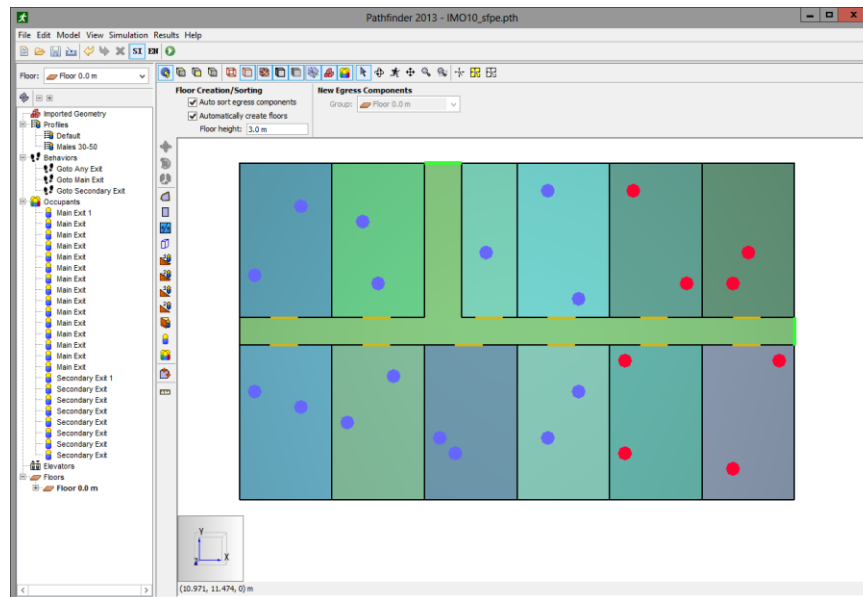 Pathfinder 2013 - IMO10_sfpe.pth
File Edit Model View Simulation Results Help
SI EN
Floor: Floor 0.0 m
Floor Creation/Sorting
Auto sort egress components
Automatically create floors
Floor height: 3.0 m
New Egress Components
Group: Floor 0.0 m
Imported Geometry
Profiles
Default
Males 30-50
Behaviors
Goto Any Exit
Goto Main Exit
Goto Secondary Exit
Occupants
Main Exit 1
Main Exit
Main Exit
Main Exit
Main Exit
Main Exit
Main Exit
Main Exit
Main Exit
Main Exit
Main Exit
Main Exit
Main Exit
Main Exit
Main Exit
Secondary Exit 1
Secondary Exit
Secondary Exit
Secondary Exit
Secondary Exit
Secondary Exit
Secondary Exit
Secondary Exit
Elevators
Floors
Floor 0.0 m
Y
X
Z
(10.971, 11.474, 0) m